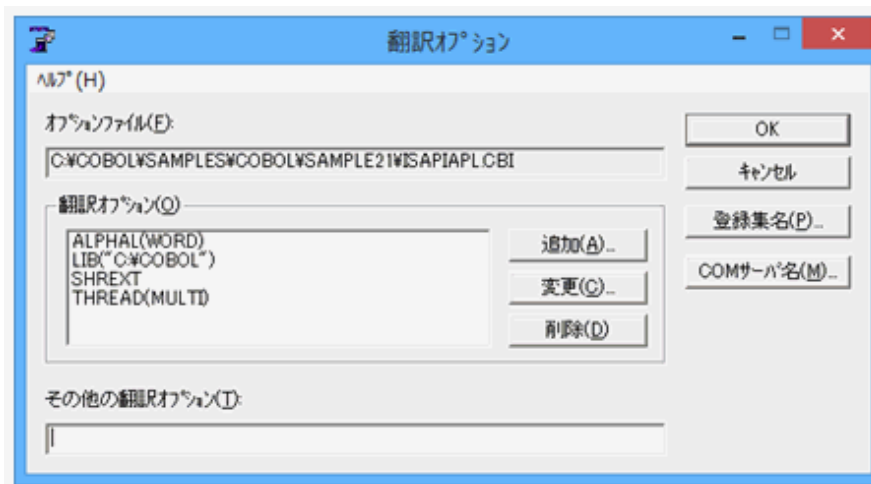 翻訳オプション
ヘルプ(H)
オプションファイル(F):
C:¥COBOL¥SAMPLES¥COBOL¥SAMPLE21¥ISAPIAPL.CBI
翻訳オプション(O)
ALPHAL(WORD)
LIB("C:¥COBOL")
SHREXT
THREAD(MULTI)
追加(A)...
変更(C)...
削除(D)
その他の翻訳オプション(T):
OK
キャンセル
登録集名(P)...
COMサーバ名(M)...